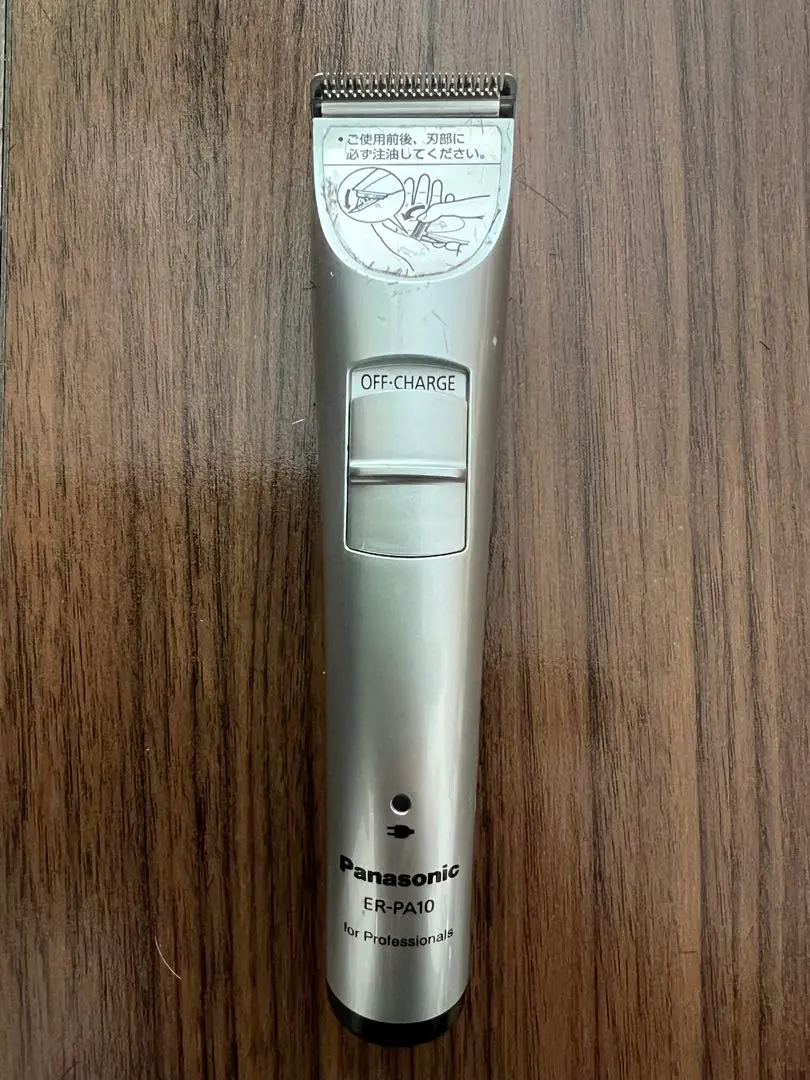 ・ご使用前後、刃部に
必ず注油してください。
OFF·CHARGE
Panasonic
ER-PA10
for Professionals